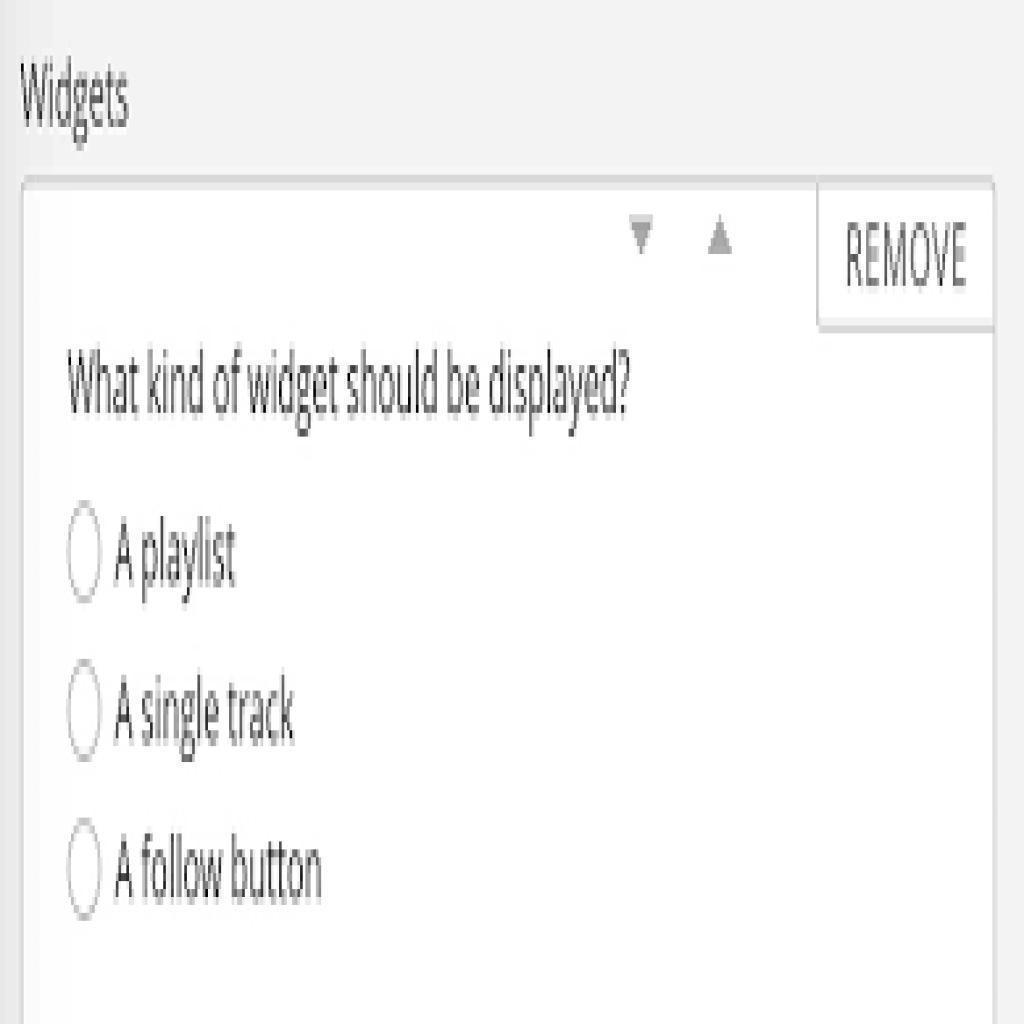 Widgets
REMOVE
What kind of widget should be displayed?
A playlist
A single track
A follow button